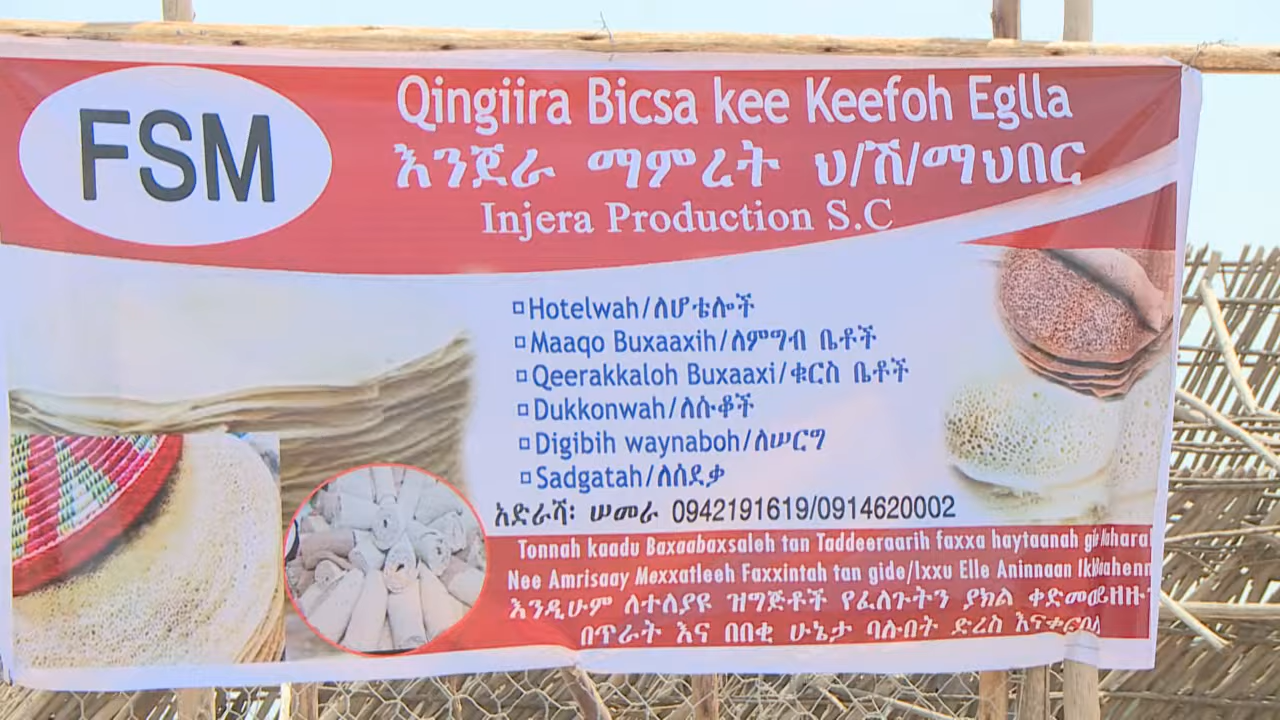 FSM
Qingiira Bicsa kee Keefoh Eglla
እንጀራ ማምረት ህ/ሽ/ማህበር
Injera Production S.C
Hotelwah/ለሆቴሎች
Maaqo Buxaaxih/ለምግብ ቤቶች
Qeerakkaloh Buxaaxi/ቁርስ ቤቶች
Dukkonwah/ለሱቆች
Digibih waynaboh/ለሠርግ
Sadgatah/ለሰደቃ
አድራሻ፡ ሠመራ 0942191619/0914620002
Tonnah kaadu Baxaabaxsaleh tan Taddeeraarih faxxa haytaanah
Nee Amrisaay Mexxatleeh Faxxintah tan gide/Ixxu Elle Aninnaan
እንዲሁም ለተለያዩ ዝግጅቶች የፈለጉትን ያክል
በጥራት እና በበቂ ሁኔታ ባሉበት ድረስ እናቀርባ